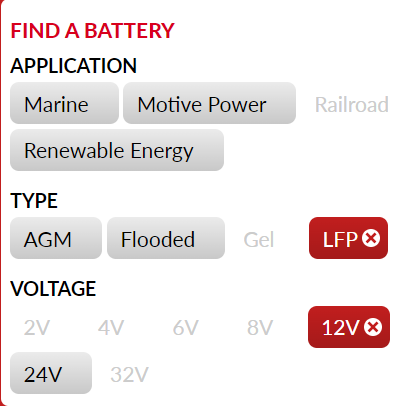 FIND A BATTERY
APPLICATION
Marine Motive Power Railroad
Renewable Energy
TYPE
AGM Flooded Gel LFP
VOLTAGE
2V 4V 6V 8V 12V
24V 32V